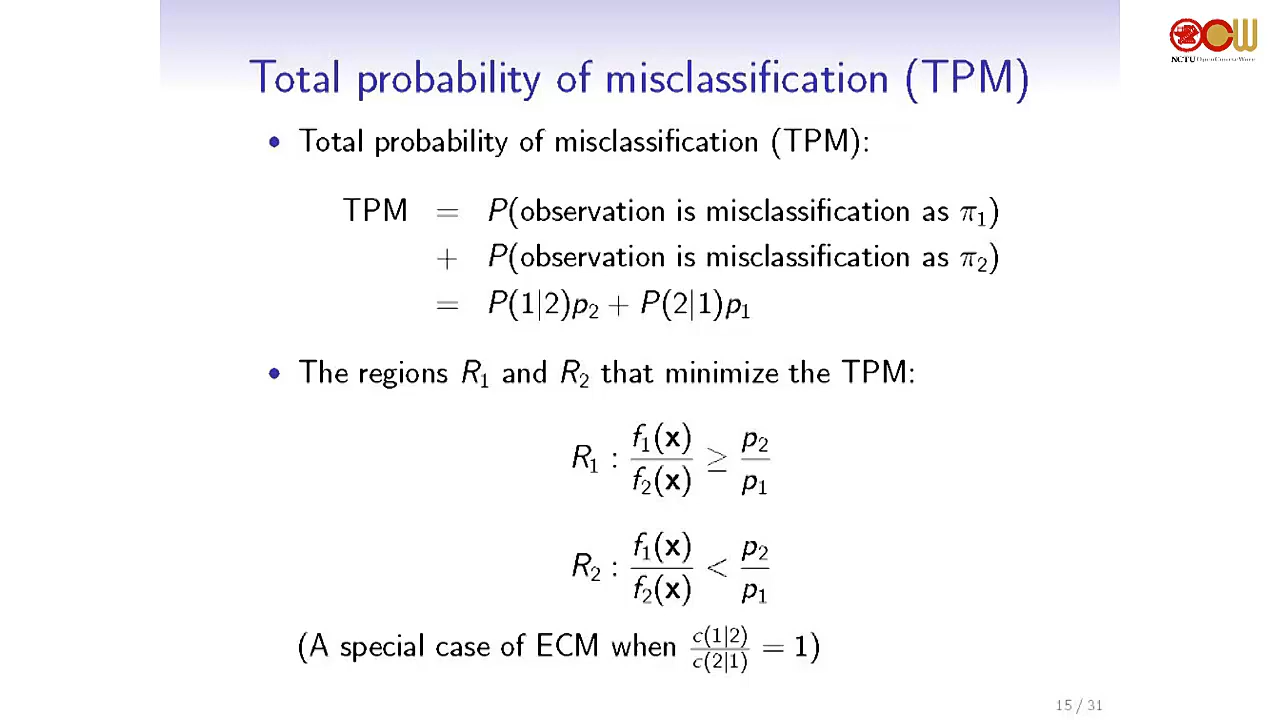 NCTU OpenCourseWare
Total probability of misclassification (TPM)
• Total probability of misclassification (TPM):
TPM = P(observation is misclassification as π₁)
+ P(observation is misclassification as π₂)
= P(1|2)p₂ + P(2|1)p₁
• The regions R₁ and R₂ that minimize the TPM:
R₁ : f₁(x)/f₂(x) ≥ p₂/p₁
R₂ : f₁(x)/f₂(x) < p₂/p₁
(A special case of ECM when c(1|2)/c(2|1) = 1)
15 / 31